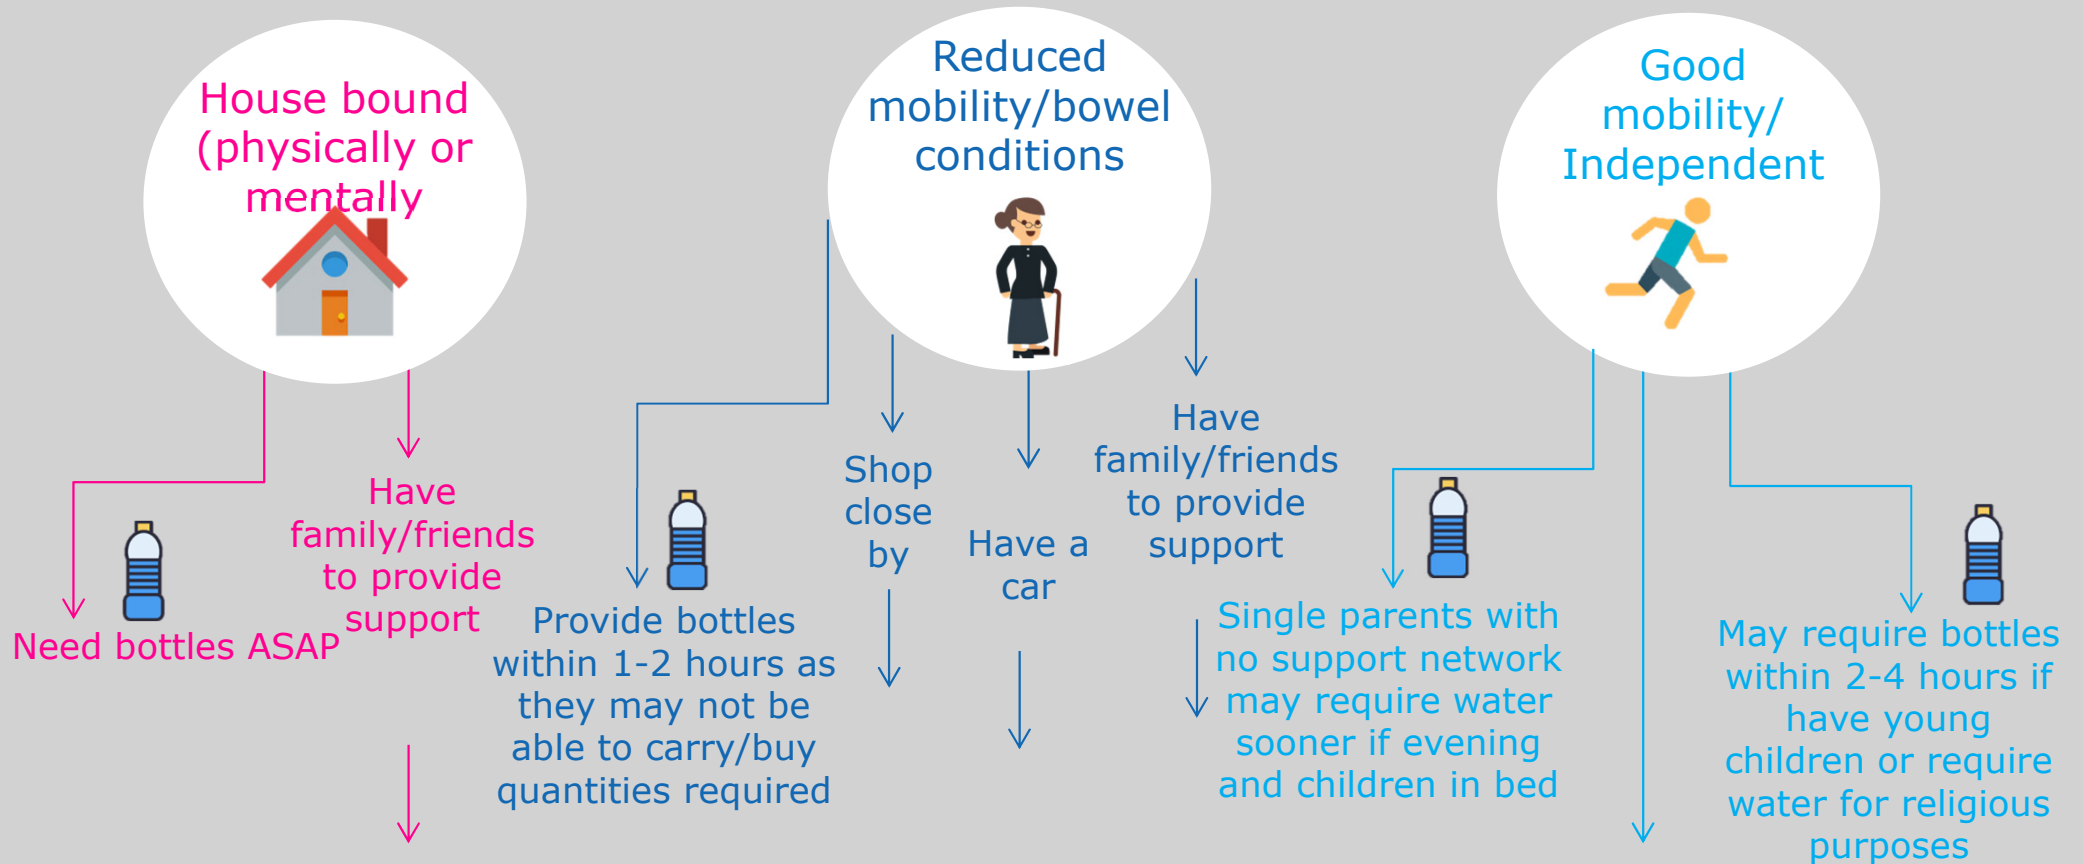 House bound
(physically or
mentally
Need bottles ASAP
Have
family/friends
to provide
support
Reduced
mobility/bowel
conditions
Provide bottles
within 1-2 hours as
they may not be
able to carry/buy
quantities required
Shop
close
by
Have a
car
Have
family/friends
to provide
support
Good
mobility/
Independent
Single parents with
no support network
may require water
sooner if evening
and children in bed
May require bottles
within 2-4 hours if
have young
children or require
water for religious
purposes